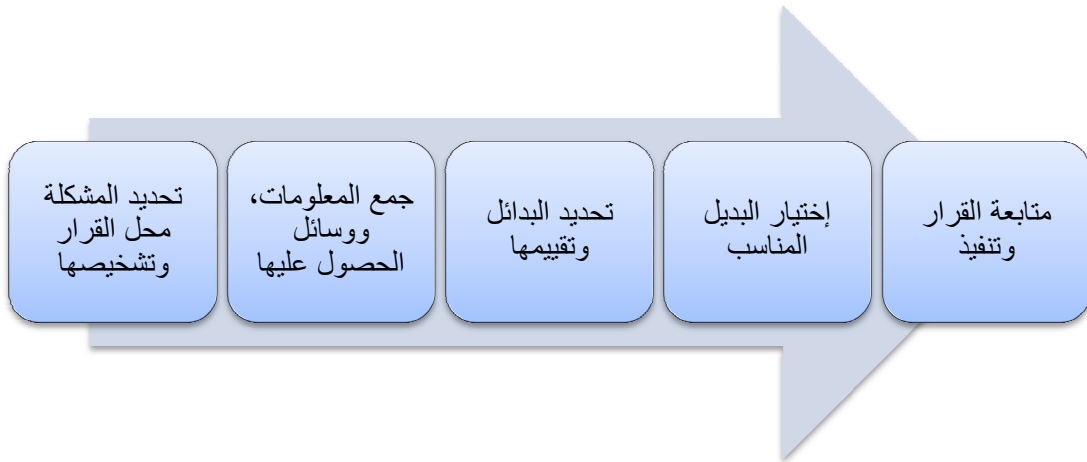 تحديد المشكلة
محل القرار
وتشخيصها
جمع المعلومات،
ووسائل
الحصول عليها
تحديد البدائل
وتقييمها
إختيار البديل
المناسب
متابعة القرار
وتنفيذ